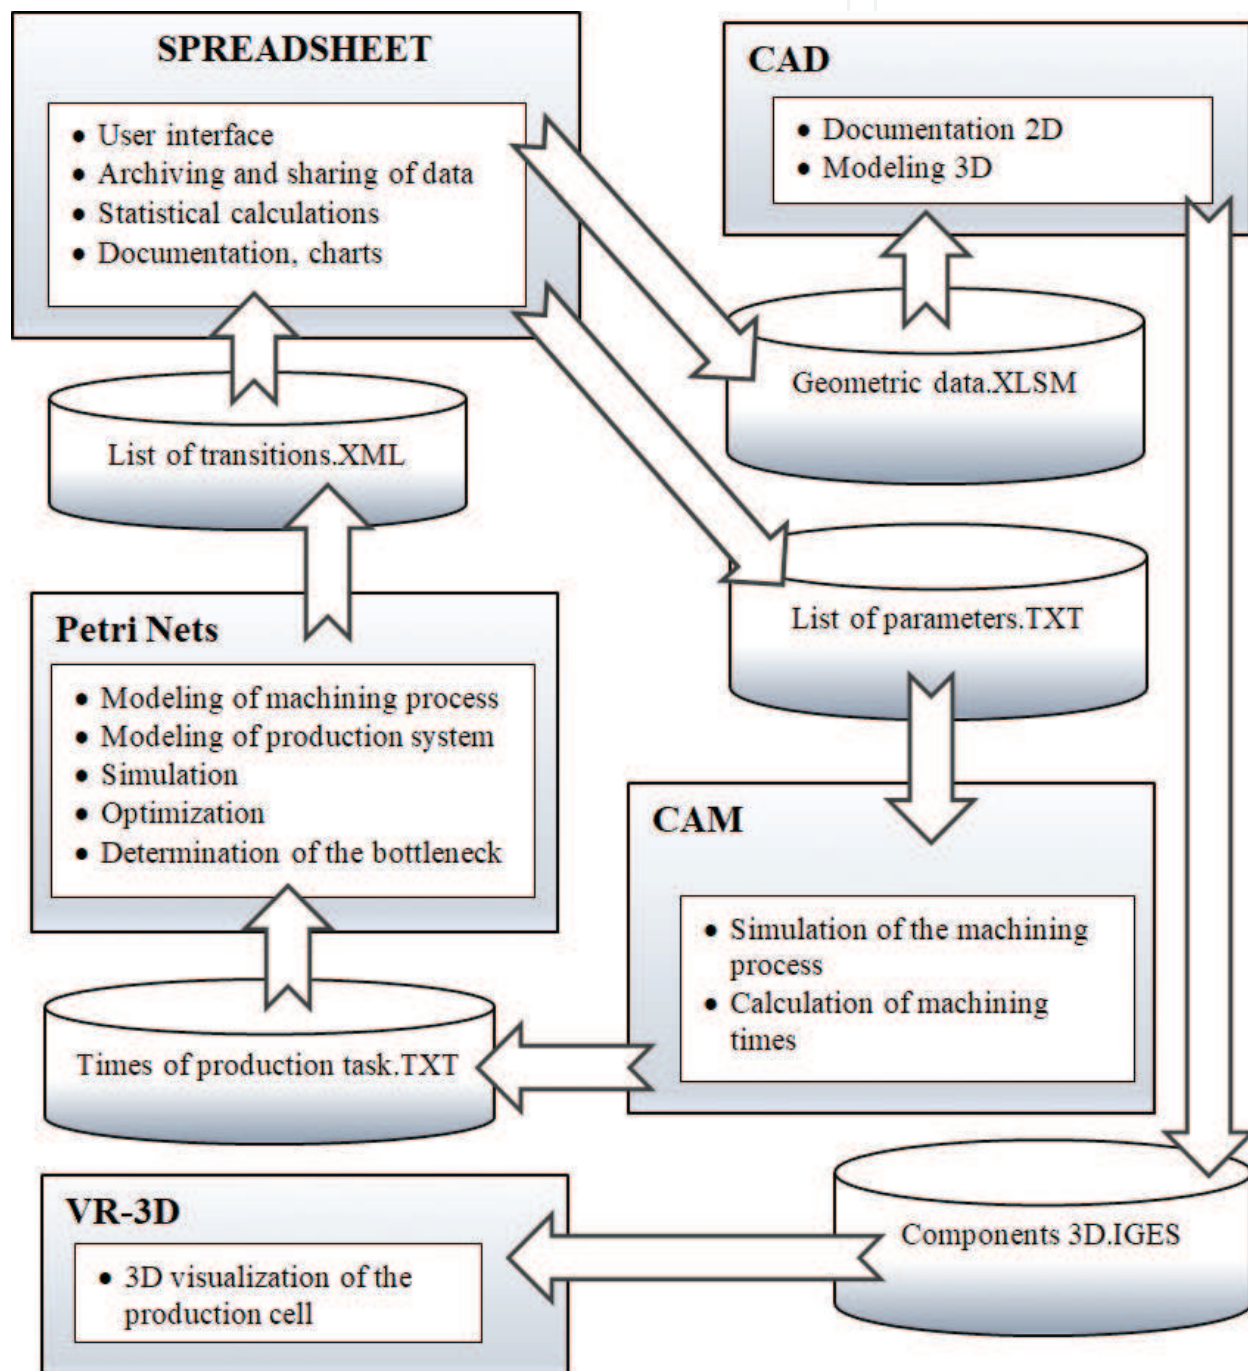 SPREADSHEET
● User interface
● Archiving and sharing of data
● Statistical calculations
● Documentation, charts
CAD
● Documentation 2D
● Modeling 3D
Geometric data.XLSM
List of transitions.XML
List of parameters.TXT
Petri Nets
● Modeling of machining process
● Modeling of production system
● Simulation
● Optimization
● Determination of the bottleneck
CAM
● Simulation of the machining
process
● Calculation of machining
times
Times of production task.TXT
Components 3D.IGES
VR-3D
● 3D visualization of the
production cell